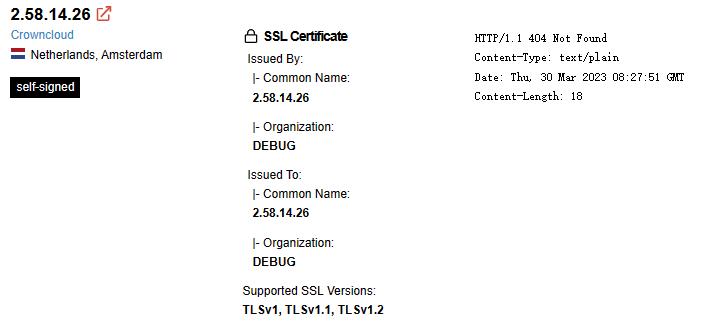 2.58.14.26
Crowncloud
Netherlands, Amsterdam
self-signed
SSL Certificate
Issued By:
|- Common Name:
2.58.14.26
|- Organization:
DEBUG
Issued To:
|- Common Name:
2.58.14.26
|- Organization:
DEBUG
Supported SSL Versions:
TLSv1, TLSv1.1, TLSv1.2
HTTP/1.1 404 Not Found
Content-Type: text/plain
Date: Thu, 30 Mar 2023 08:27:51 GMT
Content-Length: 18